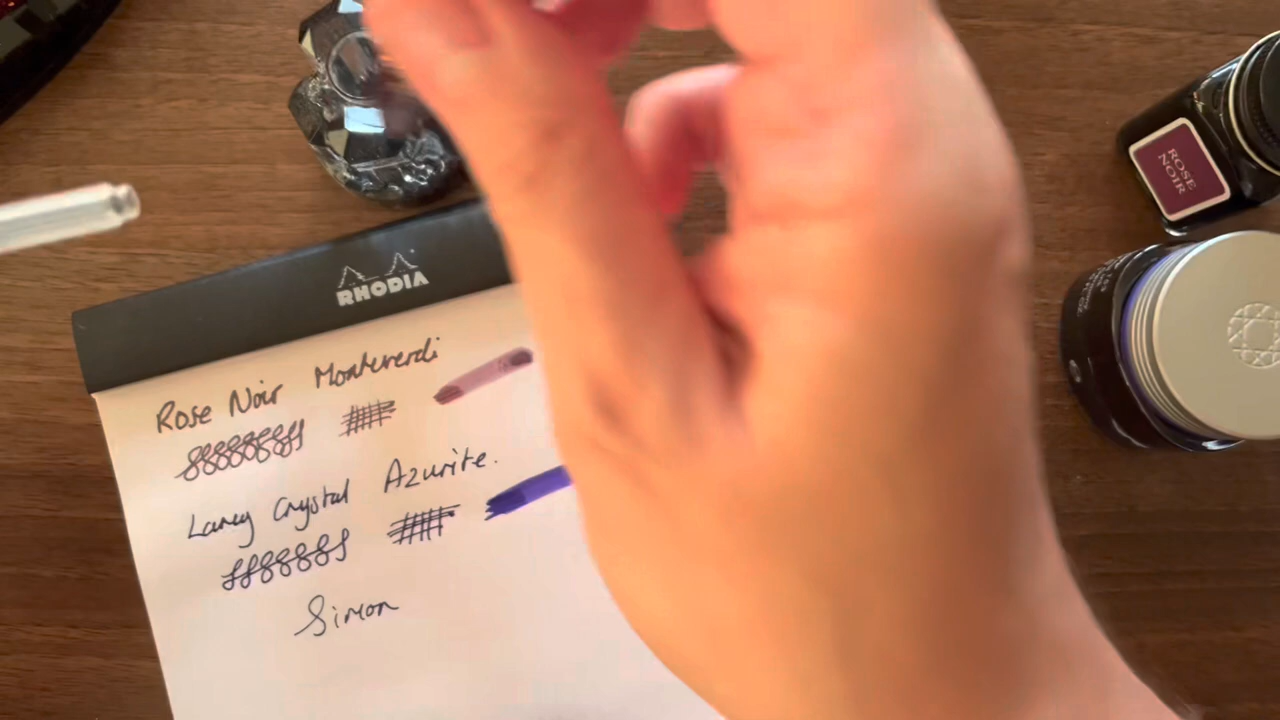 RHODIA
Rose Noir Monteverdi
Lamy Crystal Azurite.
Simon
ROSE
NOIR